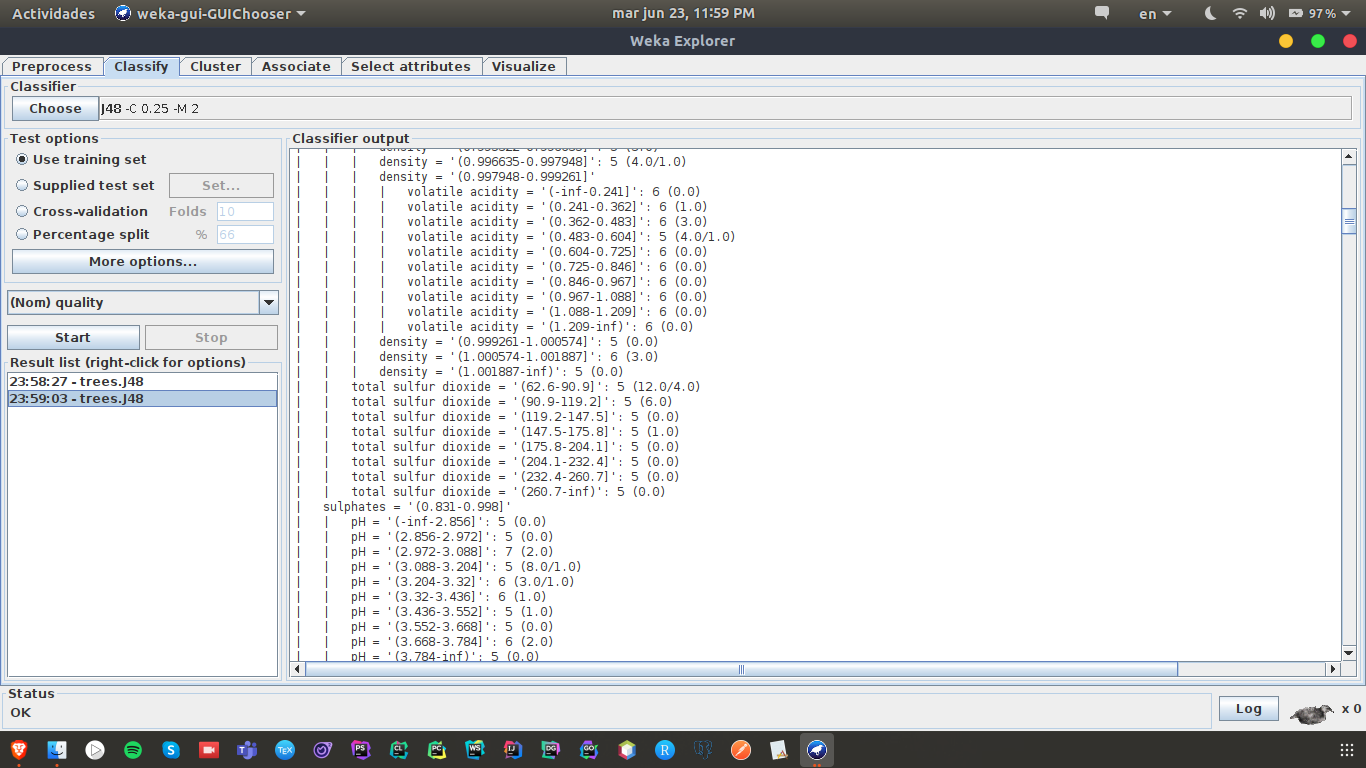 Actividades
weka-gui-GUIChooser
mar jun 23, 11:59 PM
en
97%
Weka Explorer
Preprocess
Classify
Cluster
Associate
Select attributes
Visualize
Classifier
Choose
J48 -C 0.25 -M 2
Test options
Use training set
Supplied test set
Set...
Cross-validation
Folds
10
Percentage split
%
66
More options...
(Nom) quality
Start
Stop
Result list (right-click for options)
23:58:27 - trees.J48
23:59:03 - trees.J48
Classifier output
| | | density = '(0.996635-0.997948]': 5 (4.0/1.0)
| | | density = '(0.997948-0.999261]'
| | | | volatile acidity = '(-inf-0.241]': 6 (0.0)
| | | | volatile acidity = '(0.241-0.362]': 6 (1.0)
| | | | volatile acidity = '(0.362-0.483]': 6 (3.0)
| | | | volatile acidity = '(0.483-0.604]': 5 (4.0/1.0)
| | | | volatile acidity = '(0.604-0.725]': 6 (0.0)
| | | | volatile acidity = '(0.725-0.846]': 6 (0.0)
| | | | volatile acidity = '(0.846-0.967]': 6 (0.0)
| | | | volatile acidity = '(0.967-1.088]': 6 (0.0)
| | | | volatile acidity = '(1.088-1.209]': 6 (0.0)
| | | | volatile acidity = '(1.209-inf)': 6 (0.0)
| | | density = '(0.999261-1.000574]': 5 (0.0)
| | | density = '(1.000574-1.001887]': 6 (3.0)
| | | density = '(1.001887-inf)': 5 (0.0)
| | total sulfur dioxide = '(62.6-90.9]': 5 (12.0/4.0)
| | total sulfur dioxide = '(90.9-119.2]': 5 (6.0)
| | total sulfur dioxide = '(119.2-147.5]': 5 (0.0)
| | total sulfur dioxide = '(147.5-175.8]': 5 (1.0)
| | total sulfur dioxide = '(175.8-204.1]': 5 (0.0)
| | total sulfur dioxide = '(204.1-232.4]': 5 (0.0)
| | total sulfur dioxide = '(232.4-260.7]': 5 (0.0)
| | total sulfur dioxide = '(260.7-inf)': 5 (0.0)
| sulphates = '(0.831-0.998]'
| | pH = '(-inf-2.856]': 5 (0.0)
| | pH = '(2.856-2.972]': 5 (0.0)
| | pH = '(2.972-3.088]': 7 (2.0)
| | pH = '(3.088-3.204]': 5 (8.0/1.0)
| | pH = '(3.204-3.32]': 6 (3.0/1.0)
| | pH = '(3.32-3.436]': 6 (1.0)
| | pH = '(3.436-3.552]': 5 (1.0)
| | pH = '(3.552-3.668]': 5 (0.0)
| | pH = '(3.668-3.784]': 6 (2.0)
| | pH = '(3.784-inf)': 5 (0.0)
Status
OK
Log
x 0
TEX
PS
CL
PC
WS
IJ
DG
GO
R